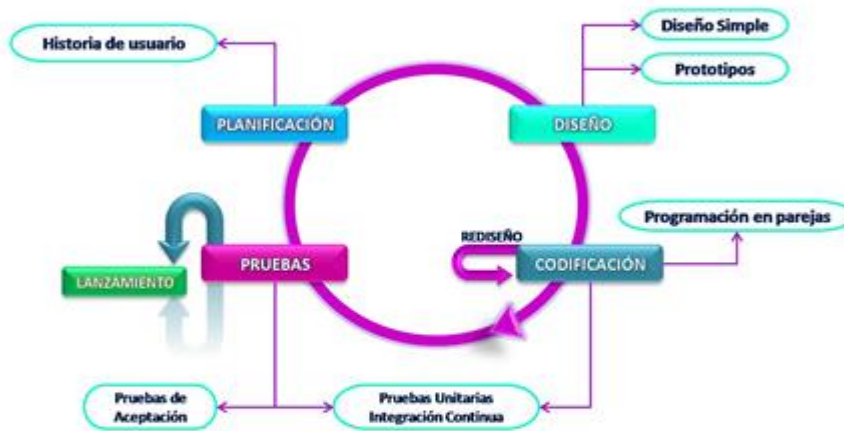 Historia de usuario
Diseño Simple
Prototipos
PLANIFICACIÓN
DISEÑO
Programación en parejas
REDISEÑO
PRUEBAS
CODIFICACIÓN
LANZAMIENTO
Pruebas de
Aceptación
Pruebas Unitarias
Integración Continua